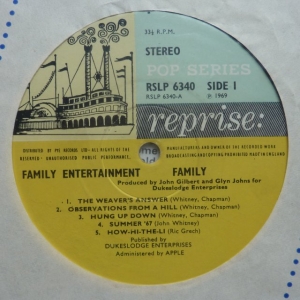 33⅓ R.P.M.
STEREO
POP SERIES
RSLP 6340 SIDE 1
RSLP 6340-A ℗ 1969
reprise:
DISTRIBUTED BY PYE RECORDS LTD · ALL RIGHTS OF THE MANUFACTURER AND OWNER OF THE RECORDED WORK
RESERVED · UNAUTHORISED PUBLIC PERFORMANCE, BROADCASTING AND COPYING PROHIBITED MADE IN ENGLAND
FAMILY ENTERTAINMENT FAMILY
Produced by John Gilbert and Glyn Johns for
Dukeslodge Enterprises
1. THE WEAVER'S ANSWER (Whitney, Chapman)
2. OBSERVATIONS FROM A HILL (Whitney, Chapman)
3. HUNG UP DOWN (Whitney, Chapman)
4. SUMMER '67 (John Whitney)
5. HOW-HI-THE-LI (Ric Grech)
Published by
DUKESLODGE ENTERPRISES
Administered by APPLE